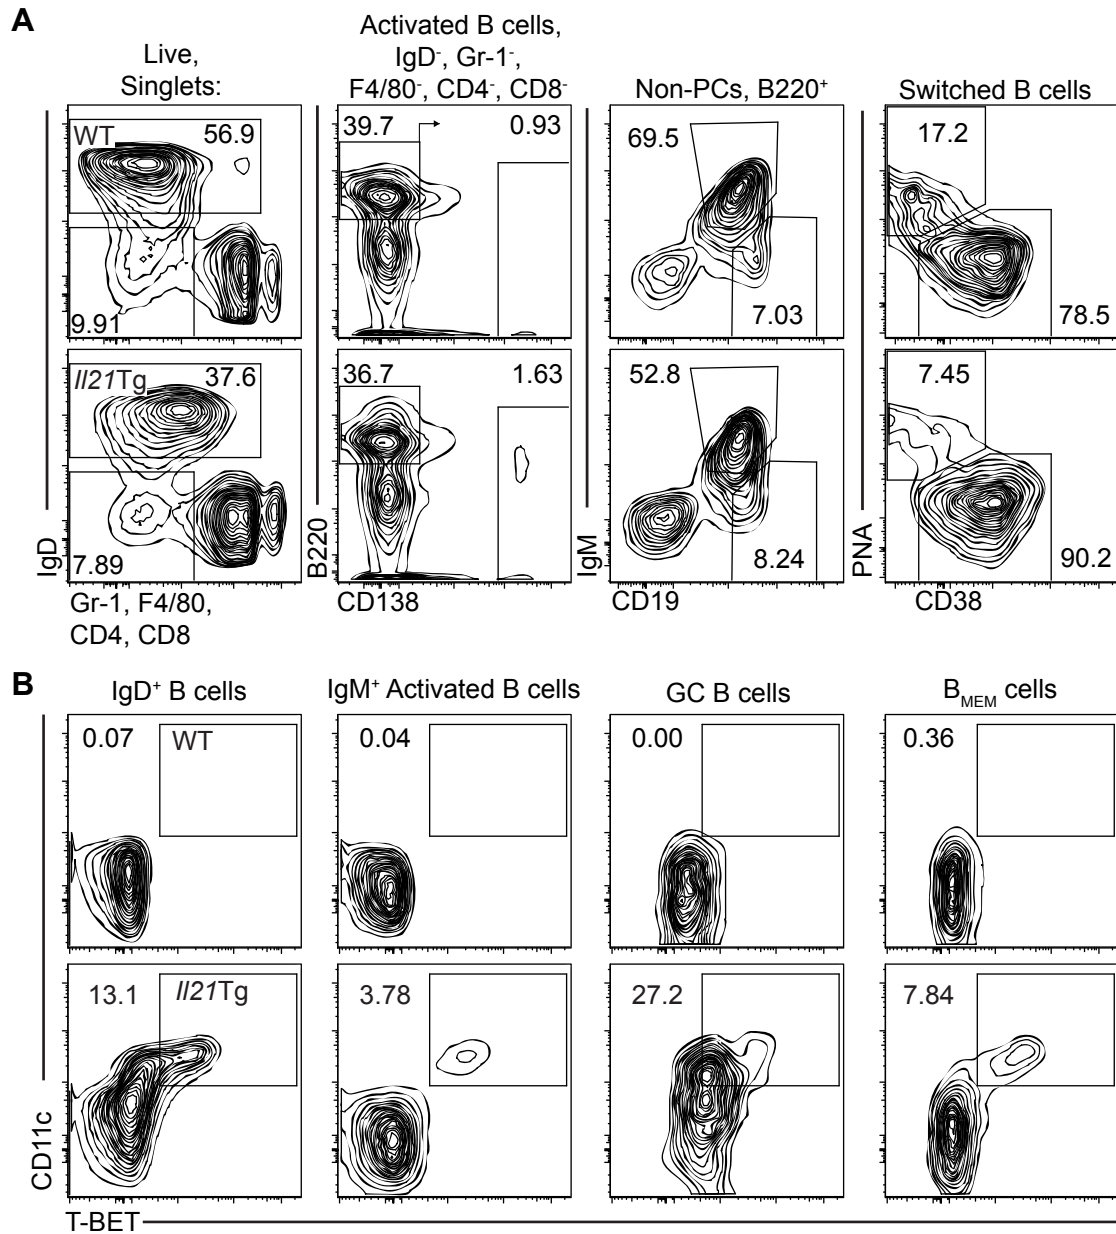 A
Live,
Singlets:
Activated B cells,
IgD⁻, Gr-1⁻,
F4/80⁻, CD4⁻, CD8⁻
Non-PCs, B220⁺
Switched B cells
WT 56.9
9.91
39.7 0.93
69.5
7.03
17.2
78.5
Il21Tg 37.6
7.89
36.7 1.63
52.8
8.24
7.45
90.2
IgD
B220
IgM
PNA
Gr-1, F4/80,
CD4, CD8
CD138
CD19
CD38
B
IgD⁺ B cells
IgM⁺ Activated B cells
GC B cells
B_MEM cells
0.07 WT
0.04
0.00
0.36
13.1 Il21Tg
3.78
27.2
7.84
CD11c
T-BET